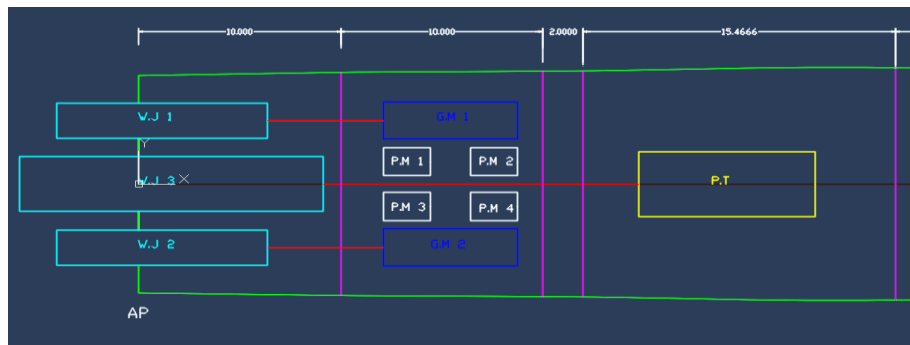 10.000 10.000 2.0000 15.4666
W.J 1 G.M 1
Y P.M 1 P.M 2
W.J 3 X P.T
P.M 3 P.M 4
W.J 2 G.M 2
AP